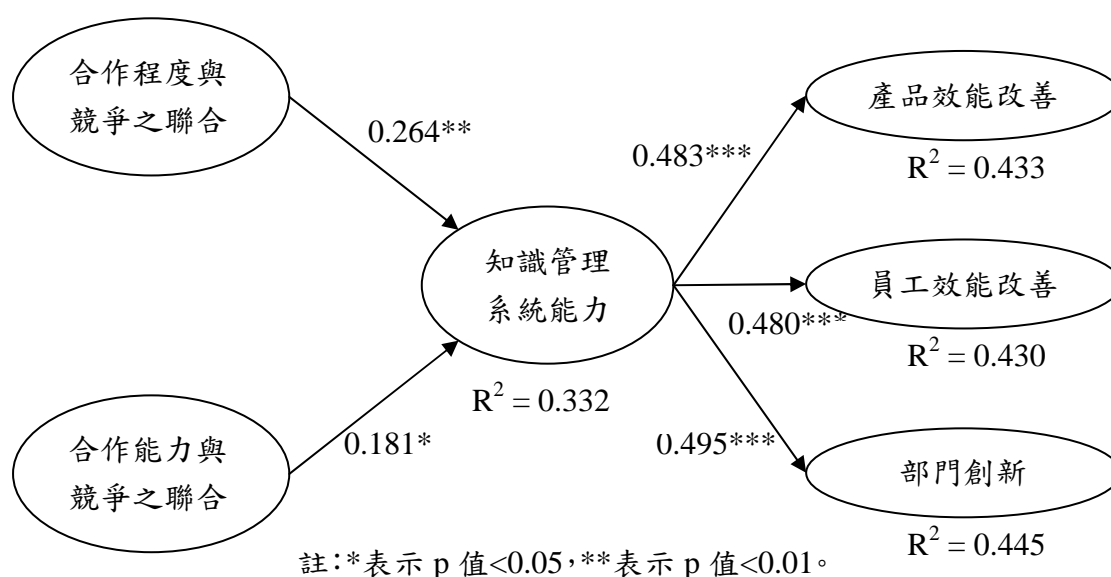 合作程度與
競爭之聯合
0.264**
合作能力與
競爭之聯合
0.181*
知識管理
系統能力
R² = 0.332
0.483***
產品效能改善
R² = 0.433
0.480***
員工效能改善
R² = 0.430
0.495***
部門創新
R² = 0.445
註:*表示 p 值<0.05,**表示 p 值<0.01。